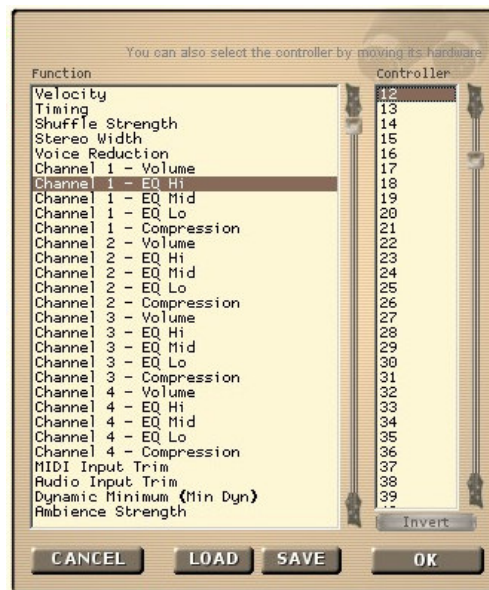 You can also select the controller by moving its hardware
Function
Controller
Velocity
Timing
Shuffle Strength
Stereo Width
Voice Reduction
Channel 1 - Volume
Channel 1 - EQ Hi
Channel 1 - EQ Mid
Channel 1 - EQ Lo
Channel 1 - Compression
Channel 2 - Volume
Channel 2 - EQ Hi
Channel 2 - EQ Mid
Channel 2 - EQ Lo
Channel 2 - Compression
Channel 3 - Volume
Channel 3 - EQ Hi
Channel 3 - EQ Mid
Channel 3 - EQ Lo
Channel 3 - Compression
Channel 4 - Volume
Channel 4 - EQ Hi
Channel 4 - EQ Mid
Channel 4 - EQ Lo
Channel 4 - Compression
MIDI Input Trim
Audio Input Trim
Dynamic Minimum (Min Dyn)
Ambience Strength
12
13
14
15
16
17
18
19
20
21
22
23
24
25
26
27
28
29
30
31
32
33
34
35
36
37
38
39
Invert
CANCEL
LOAD
SAVE
OK